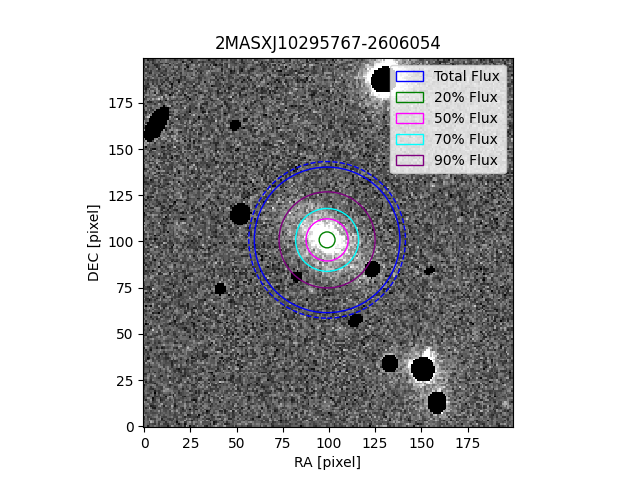 2MASXJ10295767-2606054
Total Flux
20% Flux
50% Flux
70% Flux
90% Flux
175
150
125
100
75
50
25
0
DEC [pixel]
0 25 50 75 100 125 150 175
RA [pixel]